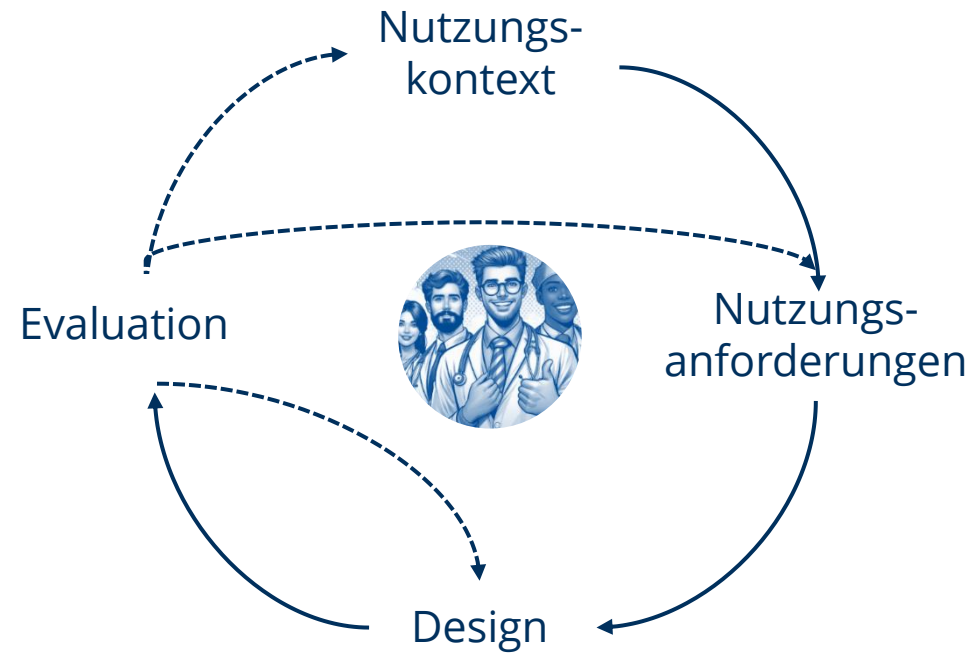 Nutzungs-
kontext
Evaluation
Nutzungs-
anforderungen
Design